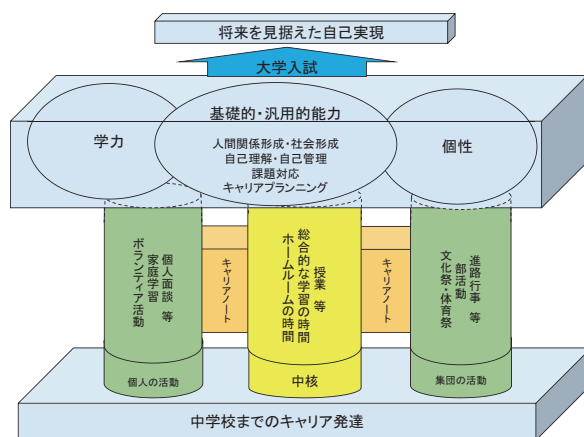 将来を見据えた自己実現
大学入試
学力
基礎的・汎用的能力
人間関係形成・社会形成
自己理解・自己管理
課題対応
キャリアプランニング
個性
個人面談 等
家庭学習
ボランティア活動
キャリアノート
授業 等
総合的な学習の時間
ホームルームの時間
キャリアノート
進路行事 等
部活動
文化祭・体育祭
個人の活動
中核
集団の活動
中学校までのキャリア発達